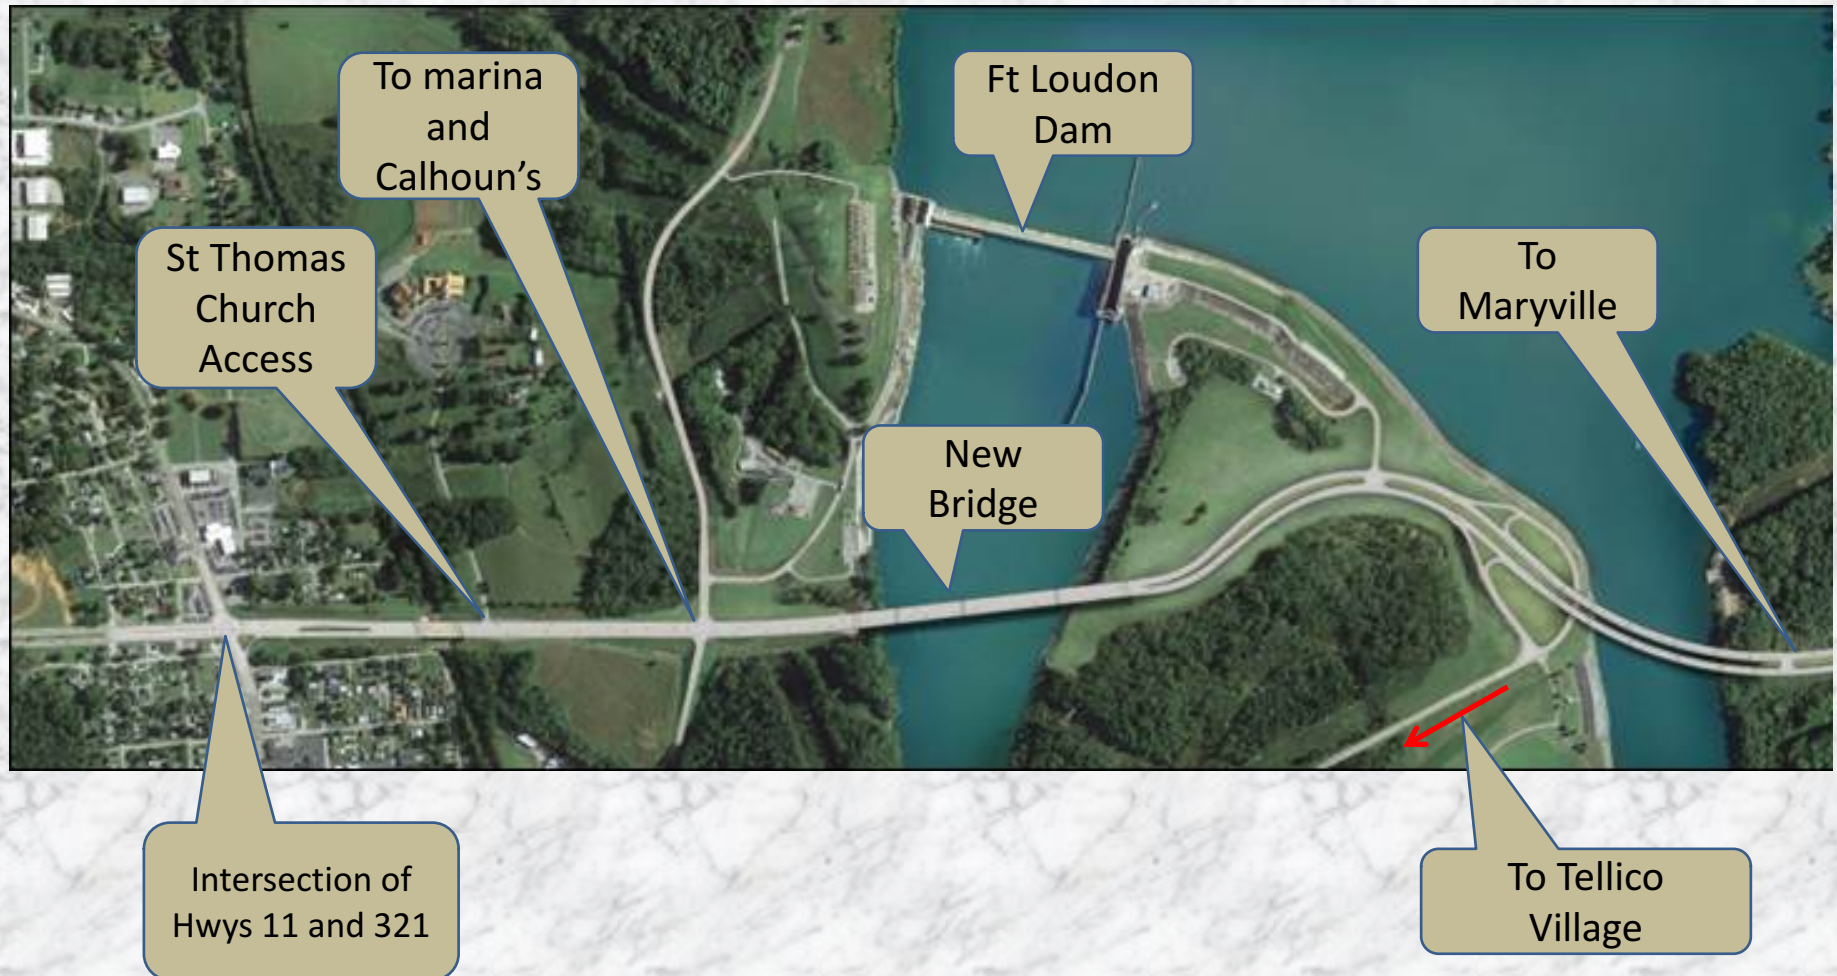 To marina
and
Calhoun’s
Ft Loudon
Dam
St Thomas
Church
Access
To
Maryville
New
Bridge
Intersection of
Hwys 11 and 321
To Tellico
Village